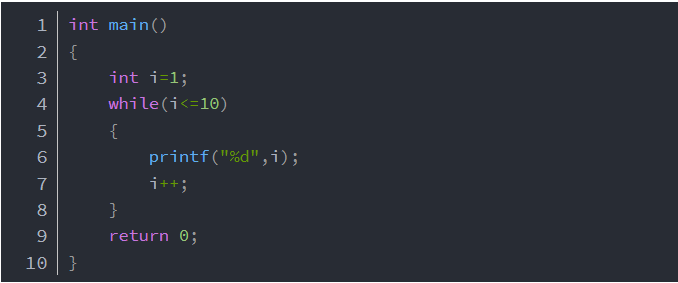 1 int main()
2 {
3     int i=1;
4     while(i<=10)
5     {
6         printf("%d",i);
7         i++;
8     }
9     return 0;
10 }